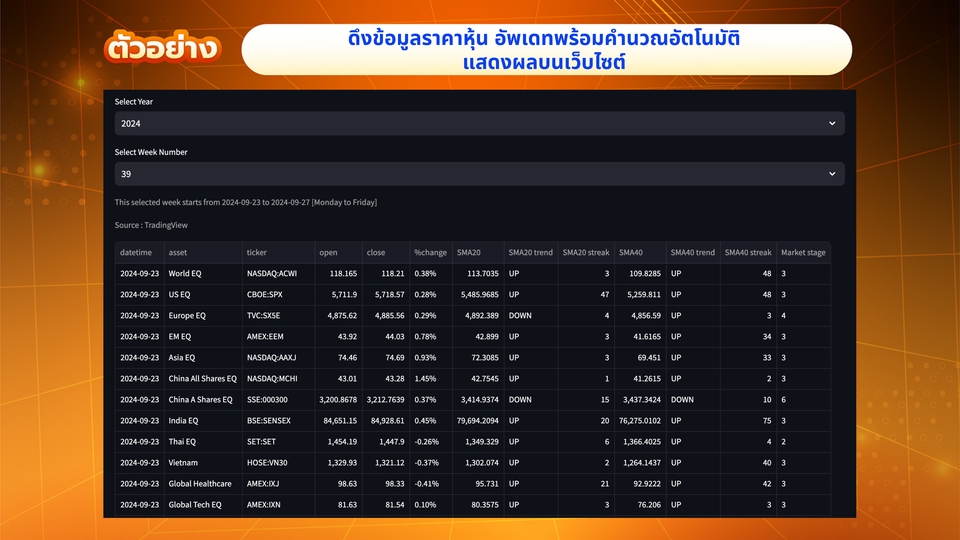 ตัวอย่าง
ดึงข้อมูลราคาหุ้น อัพเดทพร้อมคำนวณอัตโนมัติ
แสดงผลบนเว็บไซต์
Select Year
2024
Select Week Number
39
This selected week starts from 2024-09-23 to 2024-09-27 [Monday to Friday]
Source : TradingView
datetime asset ticker open close %change SMA20 SMA20 trend SMA20 streak SMA40 SMA40 trend SMA40 streak Market stage
2024-09-23 World EQ NASDAQ:ACWI 118.165 118.21 0.38% 113.7035 UP 3 109.8285 UP 48 3
2024-09-23 US EQ CBOE:SPX 5,711.9 5,718.57 0.28% 5,485.9685 UP 47 5,259.811 UP 48 3
2024-09-23 Europe EQ TVC:SX5E 4,875.62 4,885.56 0.29% 4,892.389 DOWN 4 4,856.59 UP 3 4
2024-09-23 EM EQ AMEX:EEM 43.92 44.03 0.78% 42.899 UP 3 41.6165 UP 34 3
2024-09-23 Asia EQ NASDAQ:AAXJ 74.46 74.69 0.93% 72.3085 UP 3 69.451 UP 33 3
2024-09-23 China All Shares EQ NASDAQ:MCHI 43.01 43.28 1.45% 42.7545 UP 1 41.2615 UP 2 3
2024-09-23 China A Shares EQ SSE:000300 3,200.8678 3,212.7639 0.37% 3,414.9374 DOWN 15 3,437.3424 DOWN 10 6
2024-09-23 India EQ BSE:SENSEX 84,651.15 84,928.61 0.45% 79,694.2094 UP 20 76,275.0102 UP 75 3
2024-09-23 Thai EQ SET:SET 1,454.19 1,447.9 -0.26% 1,349.329 UP 6 1,366.4025 UP 4 2
2024-09-23 Vietnam HOSE:VN30 1,329.93 1,321.12 -0.37% 1,302.074 UP 2 1,264.1437 UP 40 3
2024-09-23 Global Healthcare AMEX:IXJ 98.63 98.33 -0.41% 95.731 UP 21 92.9222 UP 42 3
2024-09-23 Global Tech EQ AMEX:IXN 81.63 81.54 0.10% 80.3575 UP 3 76.206 UP 3 3